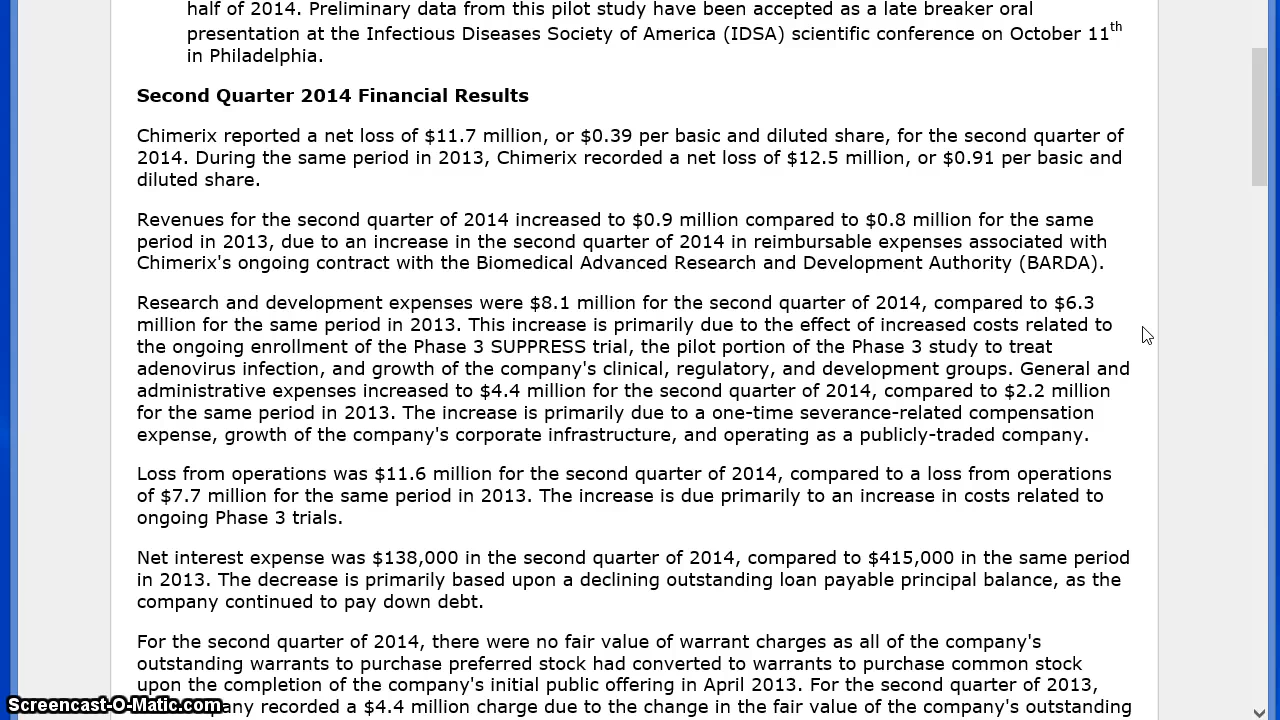 half of 2014. Preliminary data from this pilot study have been accepted as a late breaker oral
presentation at the Infectious Diseases Society of America (IDSA) scientific conference on October 11th
in Philadelphia.
Second Quarter 2014 Financial Results
Chimerix reported a net loss of $11.7 million, or $0.39 per basic and diluted share, for the second quarter of
2014. During the same period in 2013, Chimerix recorded a net loss of $12.5 million, or $0.91 per basic and
diluted share.
Revenues for the second quarter of 2014 increased to $0.9 million compared to $0.8 million for the same
period in 2013, due to an increase in the second quarter of 2014 in reimbursable expenses associated with
Chimerix's ongoing contract with the Biomedical Advanced Research and Development Authority (BARDA).
Research and development expenses were $8.1 million for the second quarter of 2014, compared to $6.3
million for the same period in 2013. This increase is primarily due to the effect of increased costs related to
the ongoing enrollment of the Phase 3 SUPPRESS trial, the pilot portion of the Phase 3 study to treat
adenovirus infection, and growth of the company's clinical, regulatory, and development groups. General and
administrative expenses increased to $4.4 million for the second quarter of 2014, compared to $2.2 million
for the same period in 2013. The increase is primarily due to a one-time severance-related compensation
expense, growth of the company's corporate infrastructure, and operating as a publicly-traded company.
Loss from operations was $11.6 million for the second quarter of 2014, compared to a loss from operations
of $7.7 million for the same period in 2013. The increase is due primarily to an increase in costs related to
ongoing Phase 3 trials.
Net interest expense was $138,000 in the second quarter of 2014, compared to $415,000 in the same period
in 2013. The decrease is primarily based upon a declining outstanding loan payable principal balance, as the
company continued to pay down debt.
For the second quarter of 2014, there were no fair value of warrant charges as all of the company's
outstanding warrants to purchase preferred stock had converted to warrants to purchase common stock
upon the completion of the company's initial public offering in April 2013. For the second quarter of 2013,
any recorded a $4.4 million charge due to the change in the fair value of the company's outstanding
Screencast-O-Matic.com